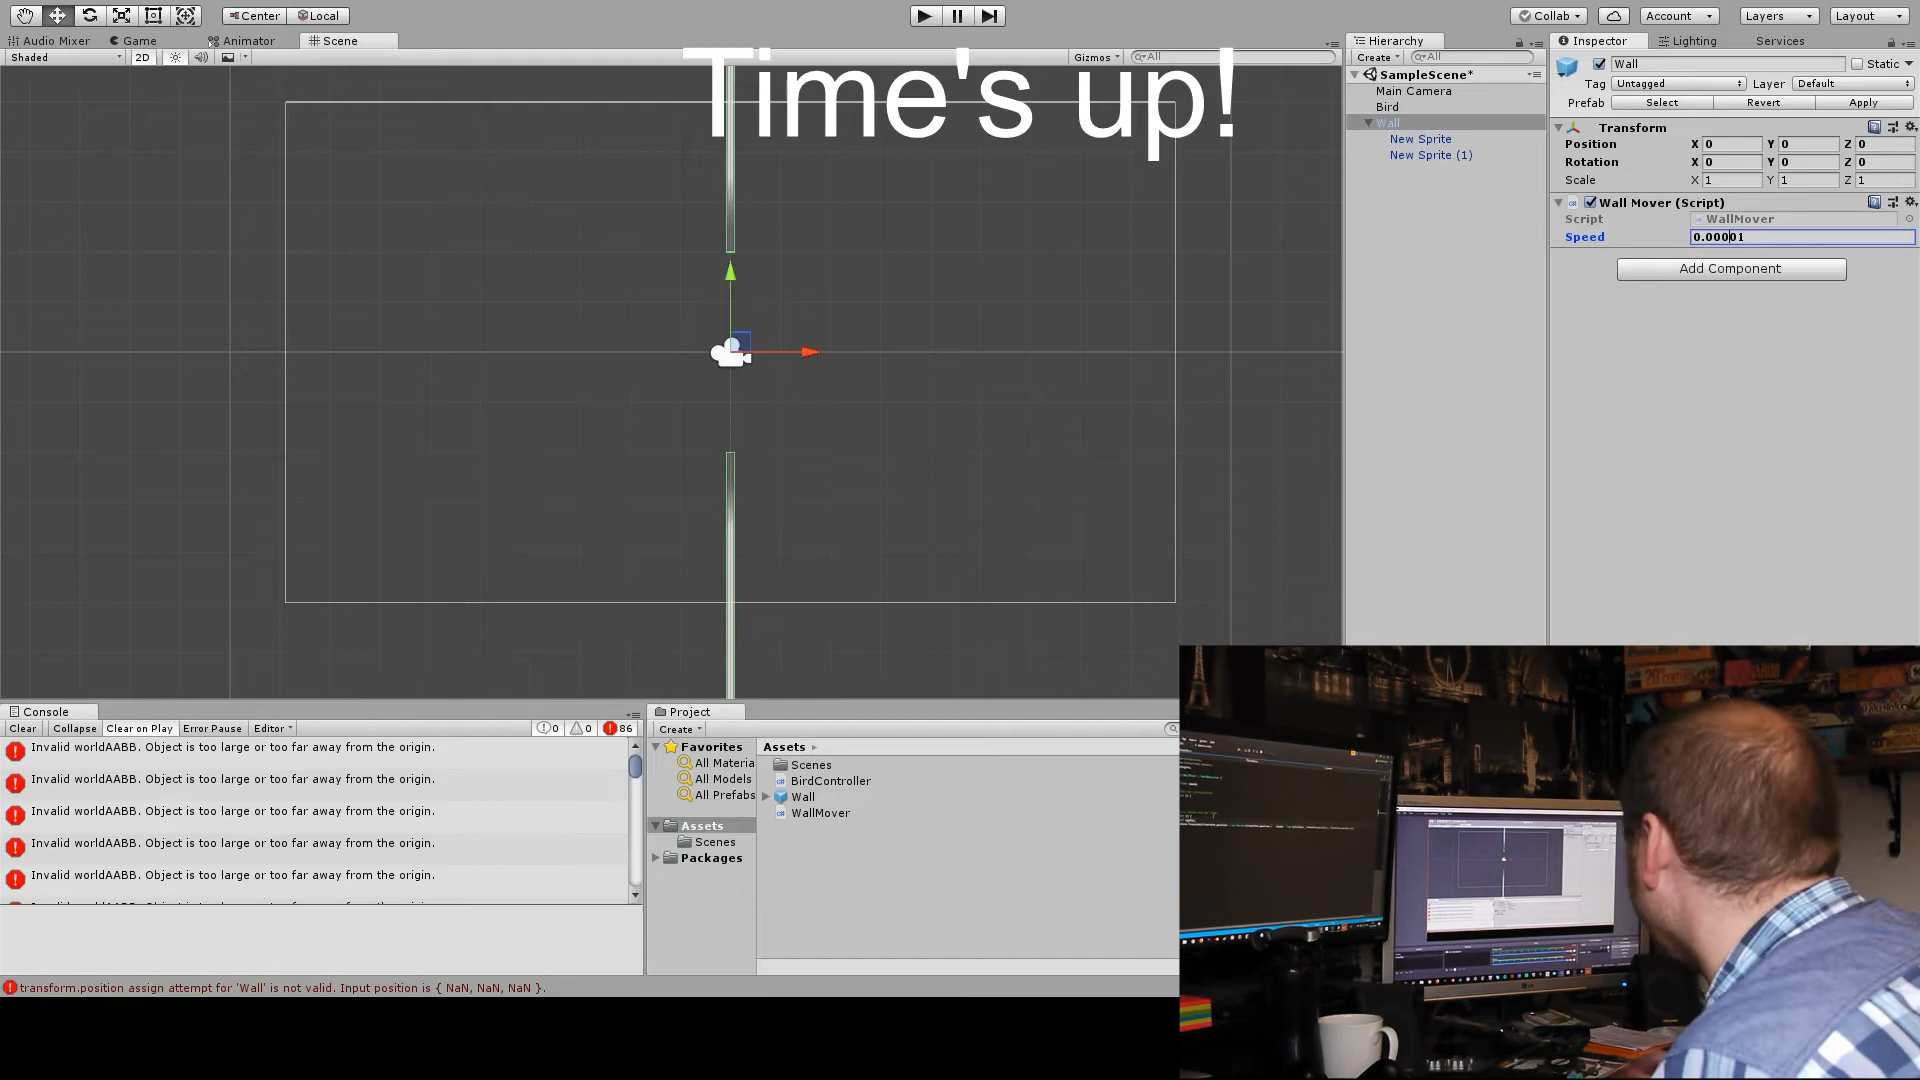 Center
Local
Collab
Account
Layers
Layout
Audio Mixer
Game
Animator
Scene
Shaded
2D
Gizmos
All
Time's up!
Hierarchy
Create
All
SampleScene*
Main Camera
Bird
Wall
New Sprite
New Sprite (1)
Inspector
Lighting
Services
Wall
Static
Tag Untagged Layer Default
Prefab Select Revert Apply
Transform
Position X 0 Y 0 Z 0
Rotation X 0 Y 0 Z 0
Scale X 1 Y 1 Z 1
Wall Mover (Script)
Script WallMover
Speed 0.00001
Add Component
Console
Clear Collapse Clear on Play Error Pause Editor 0 0 86
Invalid worldAABB. Object is too large or too far away from the origin.
Invalid worldAABB. Object is too large or too far away from the origin.
Invalid worldAABB. Object is too large or too far away from the origin.
Invalid worldAABB. Object is too large or too far away from the origin.
Invalid worldAABB. Object is too large or too far away from the origin.
Project
Create
Favorites
All Materia
All Models
All Prefabs
Assets
Scenes
Packages
Assets
Scenes
BirdController
Wall
WallMover
transform.position assign attempt for 'Wall' is not valid. Input position is { NaN, NaN, NaN }.